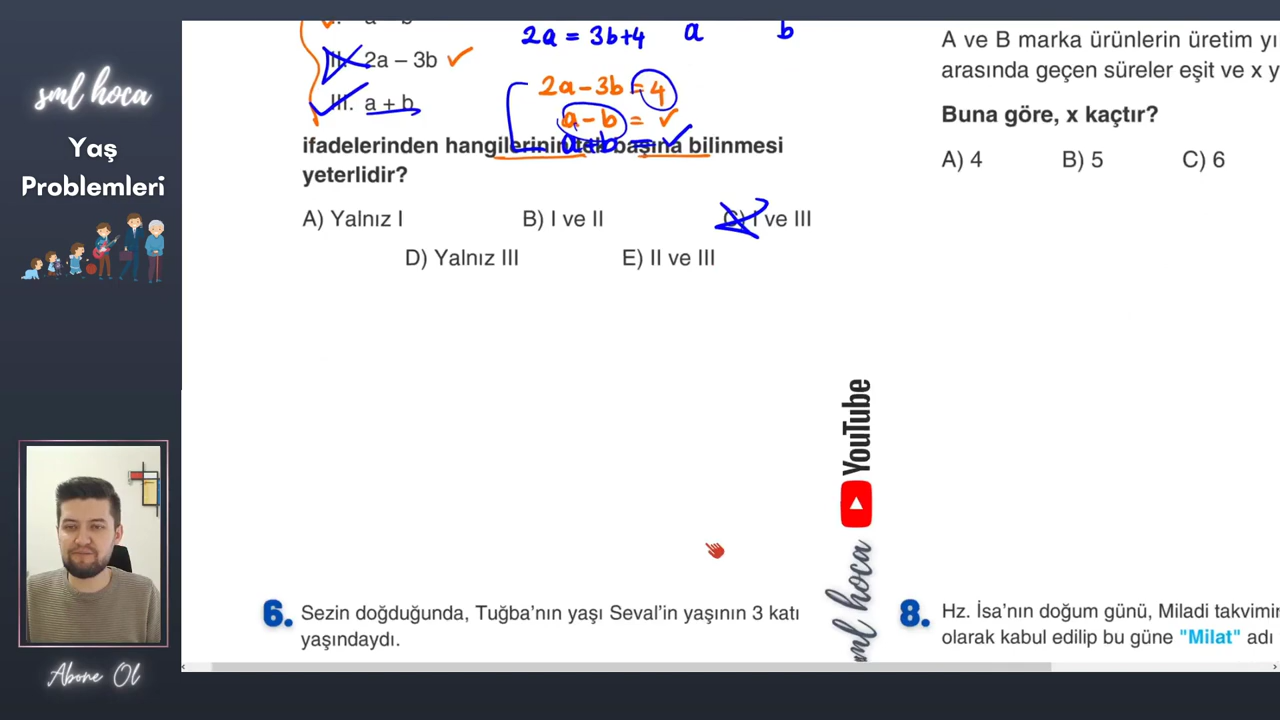 sml hoca
Yaş
Problemleri
Abone Ol
2a = 3b+4 a b
II. 2a – 3b
2a – 3b = 4
III. a + b
a – b =
a+b =
ifadelerinden hangilerinin tek başına bilinmesi
yeterlidir?
A) Yalnız I B) I ve II C) I ve III
D) Yalnız III E) II ve III
6. Sezin doğduğunda, Tuğba'nın yaşı Seval'in yaşının 3 katı
yaşındaydı.
sml hoca YouTube
A ve B marka ürünlerin üretim yı
arasında geçen süreler eşit ve x y
Buna göre, x kaçtır?
A) 4 B) 5 C) 6
8. Hz. İsa'nın doğum günü, Miladi takvimin
olarak kabul edilip bu güne "Milat" adı